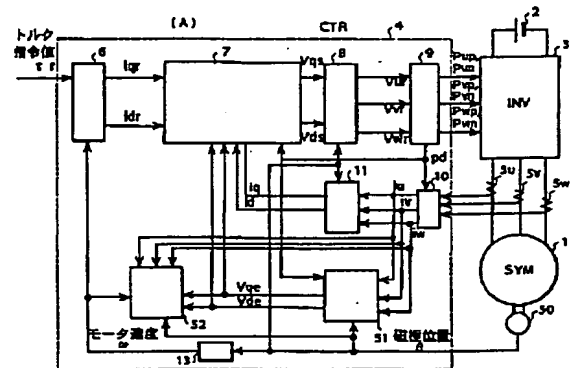 (A)
CTR
4
2
トルク
指令値
τr
6
Iqr
Idr
7
Vqs
Vds
8
Vur
Vvr
Vwr
9
Pup
Pun
Pvp
Pvn
Pwp
Pwn
3
INV
pd
10
5u
5v
5w
iq
id
11
iu
iv
iw
1
SYM
50
Vqe
Vde
52
51
モータ速度
磁極位置
13